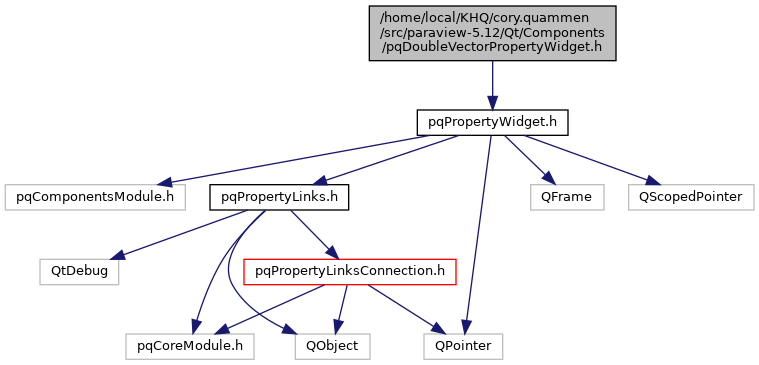 /home/local/KHQ/cory.quammen
/src/paraview-5.12/Qt/Components
/pqDoubleVectorPropertyWidget.h
pqPropertyWidget.h
pqComponentsModule.h
pqPropertyLinks.h
QFrame
QScopedPointer
QtDebug
pqPropertyLinksConnection.h
pqCoreModule.h
QObject
QPointer